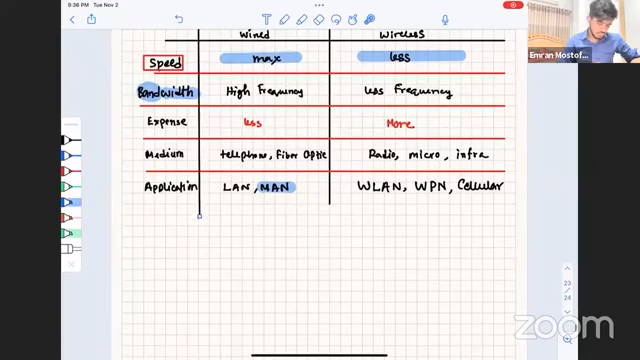 9:36 PM Tue Nov 2
Wired Wireless
Speed max less
Bandwidth High Frequency less Frequency
Expense less More
Medium telephone, Fiber Optic Radio, micro, infra
Application LAN, MAN WLAN, WPN, Cellular
Emran Mostof...
23
/
24
zoom